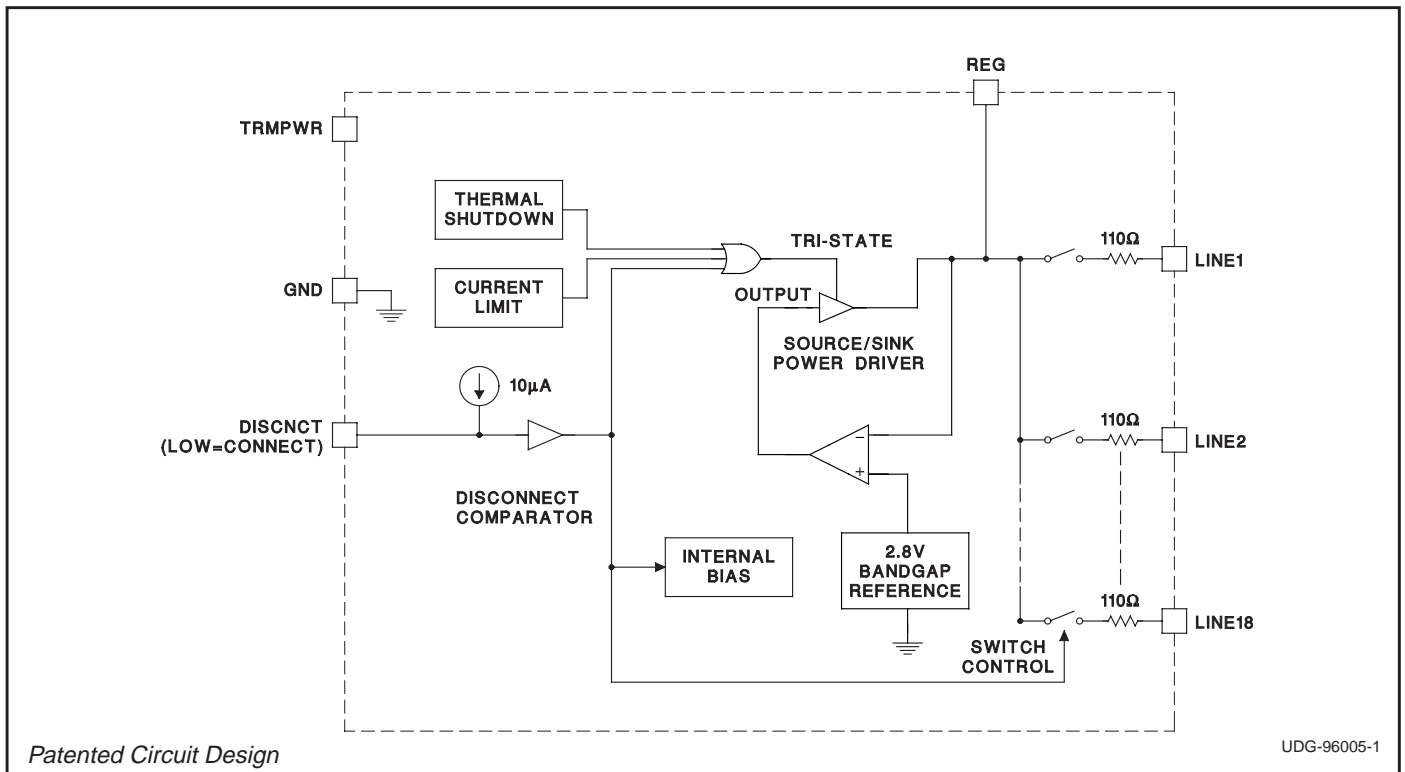 REG
TRMPWR
THERMAL
SHUTDOWN
TRI-STATE
110Ω
LINE1
GND
CURRENT
LIMIT
OUTPUT
SOURCE/SINK
POWER DRIVER
10μA
DISCNCT
(LOW=CONNECT)
110Ω
LINE2
−
+
DISCONNECT
COMPARATOR
INTERNAL
BIAS
2.8V
BANDGAP
REFERENCE
110Ω
LINE18
SWITCH
CONTROL
Patented Circuit Design
UDG-96005-1